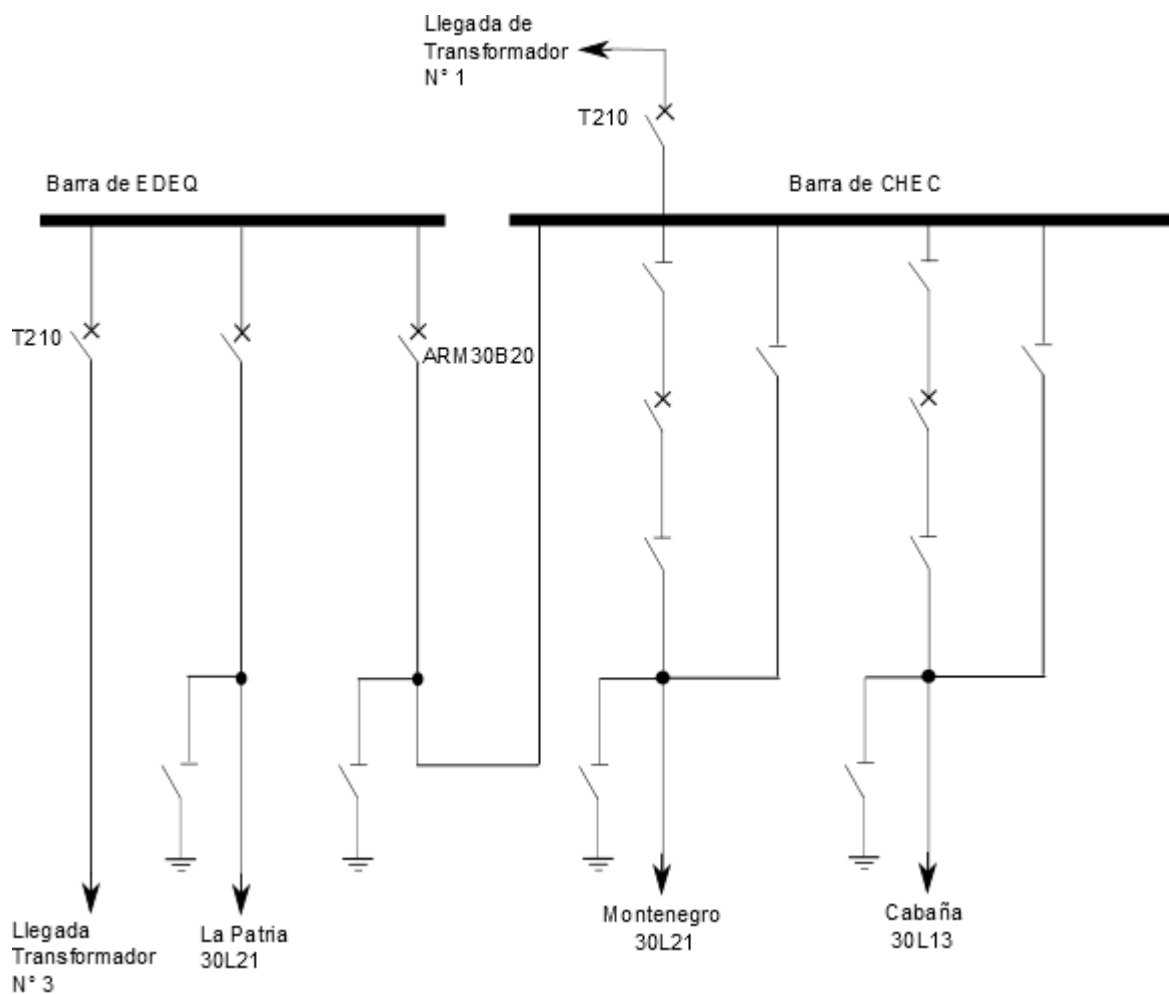 Llegada de
Transformador
N° 1
T210
Barra de EDEQ
Barra de CHEC
T210
ARM30B20
Llegada
Transformador
N° 3
La Patria
30L21
Montenegro
30L21
Cabaña
30L13